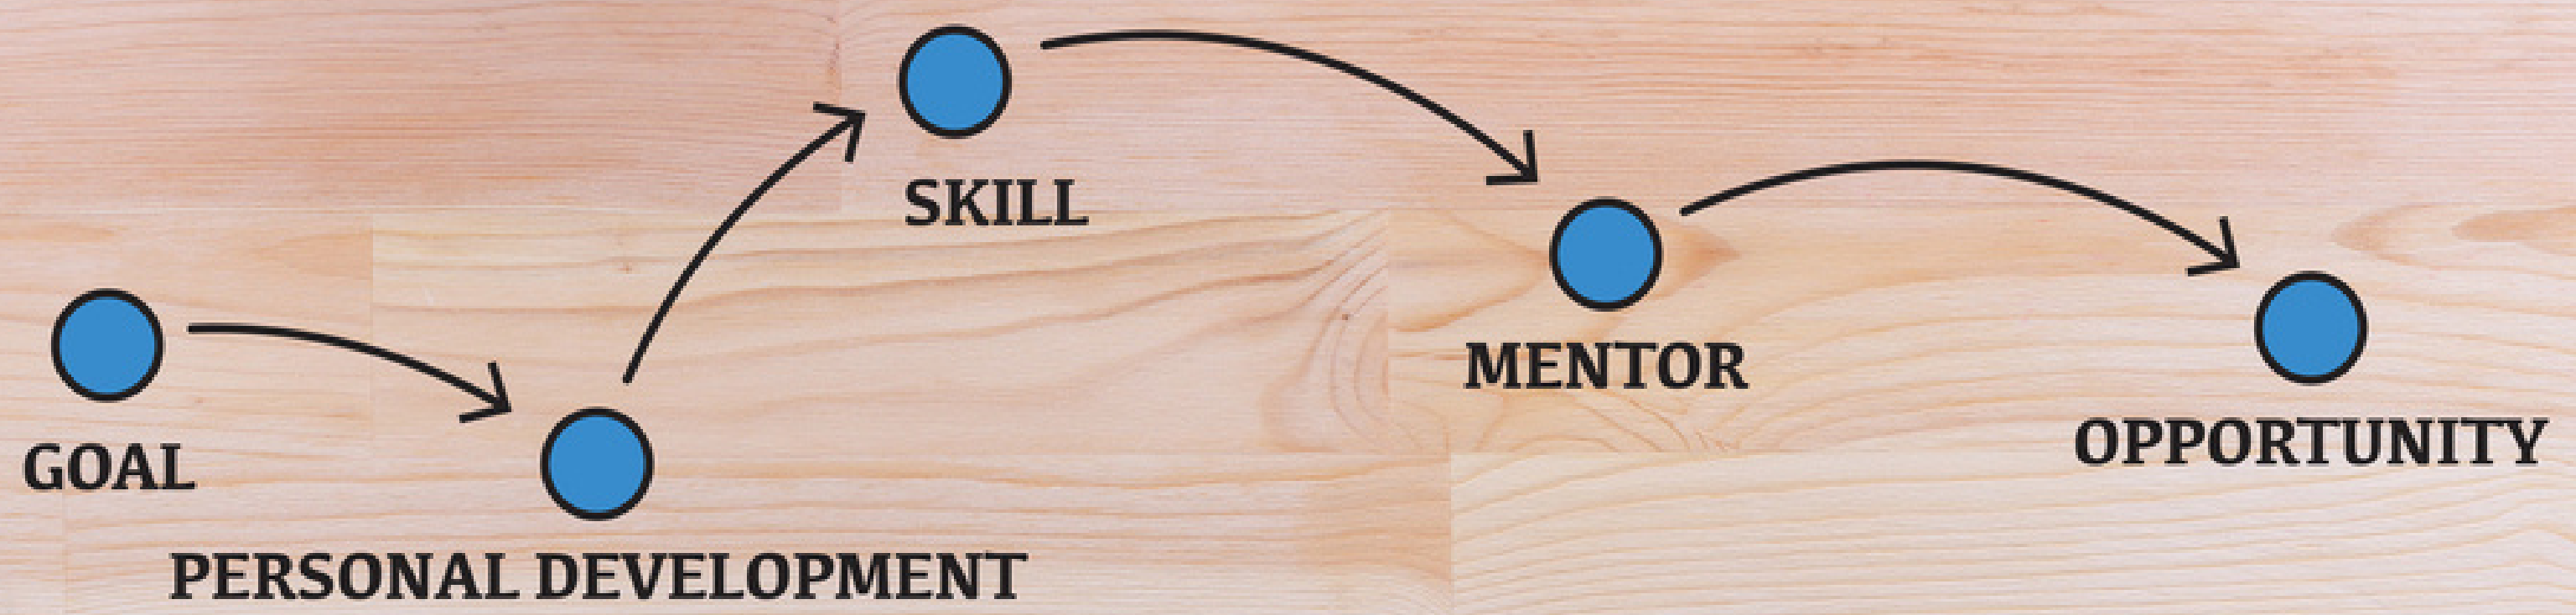 GOAL
PERSONAL DEVELOPMENT
SKILL
MENTOR
OPPORTUNITY